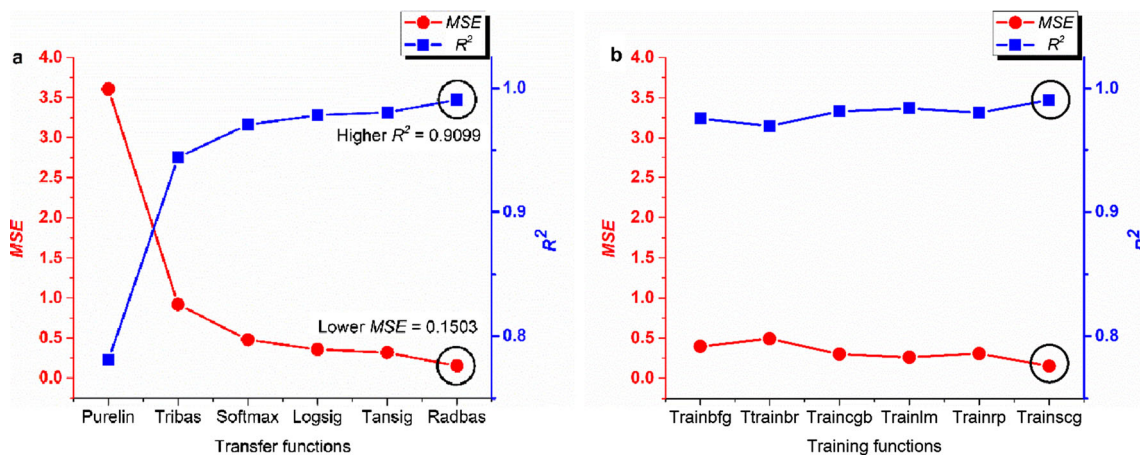 a
MSE
R²
4.0
3.5
3.0
2.5
2.0
1.5
1.0
0.5
0.0
MSE
1.0
0.9
0.8
R²
Higher R² = 0.9099
Lower MSE = 0.1503
Purelin Tribas Softmax Logsig Tansig Radbas
Transfer functions
b
MSE
R²
4.0
3.5
3.0
2.5
2.0
1.5
1.0
0.5
0.0
MSE
1.0
0.9
0.8
R²
Trainbfg Ttrainbr Traincgb Trainlm Trainrp Trainscg
Training functions